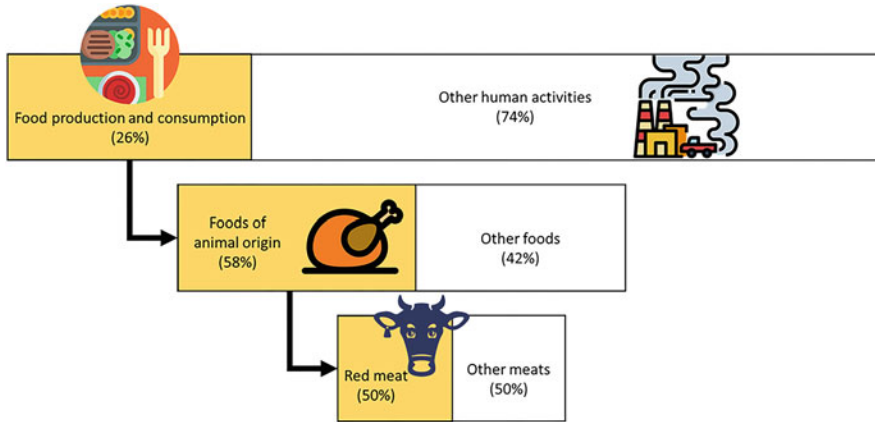 Food production and consumption
(26%)
Other human activities
(74%)
Foods of
animal origin
(58%)
Other foods
(42%)
Red meat
(50%)
Other meats
(50%)